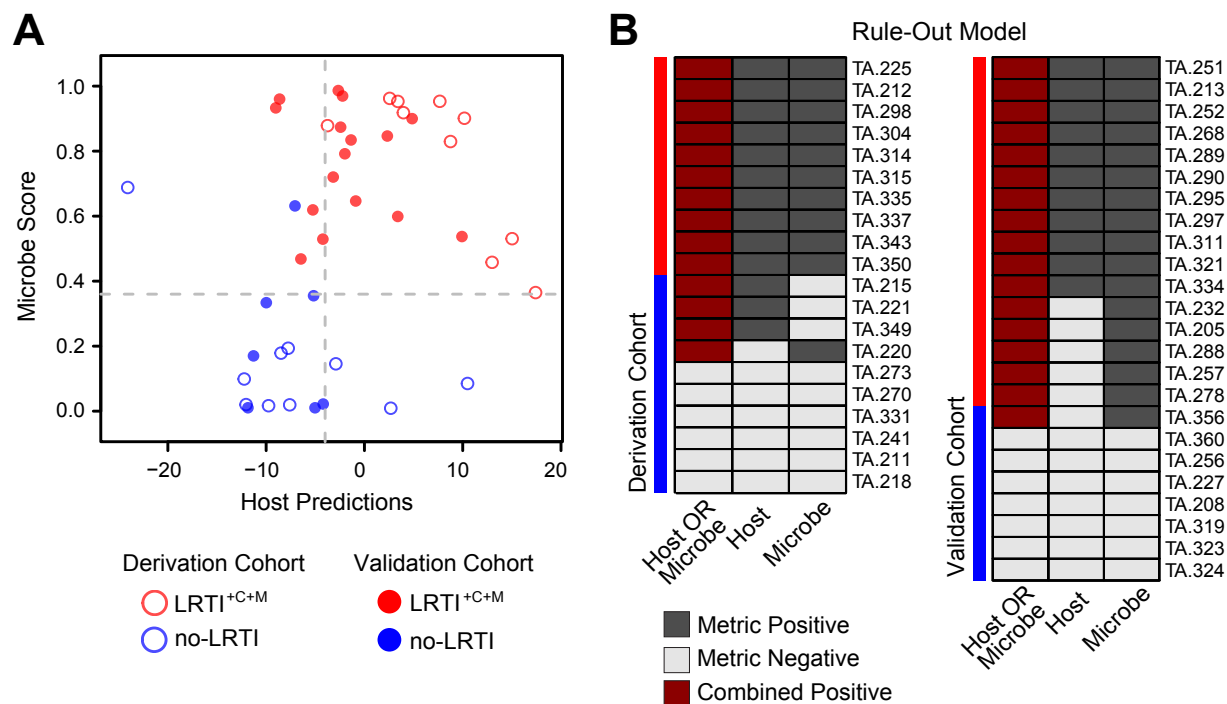 A
Microbe Score
1.0
0.8
0.6
0.4
0.2
0.0
−20
−10
0
10
20
Host Predictions
Derivation Cohort
LRTI+C+M
no-LRTI
Validation Cohort
LRTI+C+M
no-LRTI
B
Rule-Out Model
Derivation Cohort
TA.225
TA.212
TA.298
TA.304
TA.314
TA.315
TA.335
TA.337
TA.343
TA.350
TA.215
TA.221
TA.349
TA.220
TA.273
TA.270
TA.331
TA.241
TA.211
TA.218
Host OR
Microbe
Host
Microbe
Validation Cohort
TA.251
TA.213
TA.252
TA.268
TA.289
TA.290
TA.295
TA.297
TA.311
TA.321
TA.334
TA.232
TA.205
TA.288
TA.257
TA.278
TA.356
TA.360
TA.256
TA.227
TA.208
TA.319
TA.323
TA.324
Host OR
Microbe
Host
Microbe
Metric Positive
Metric Negative
Combined Positive